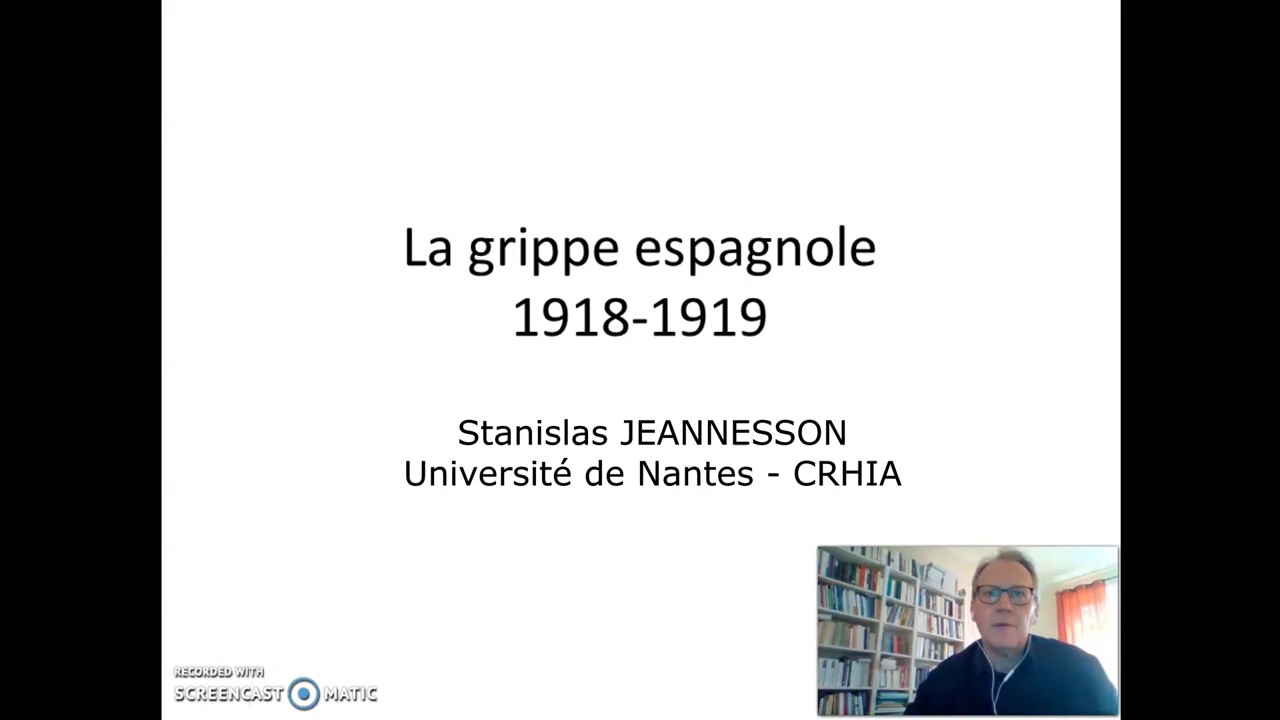 La grippe espagnole
1918-1919
Stanislas JEANNESSON
Université de Nantes - CRHIA
RECORDED WITH
SCREENCAST MATIC